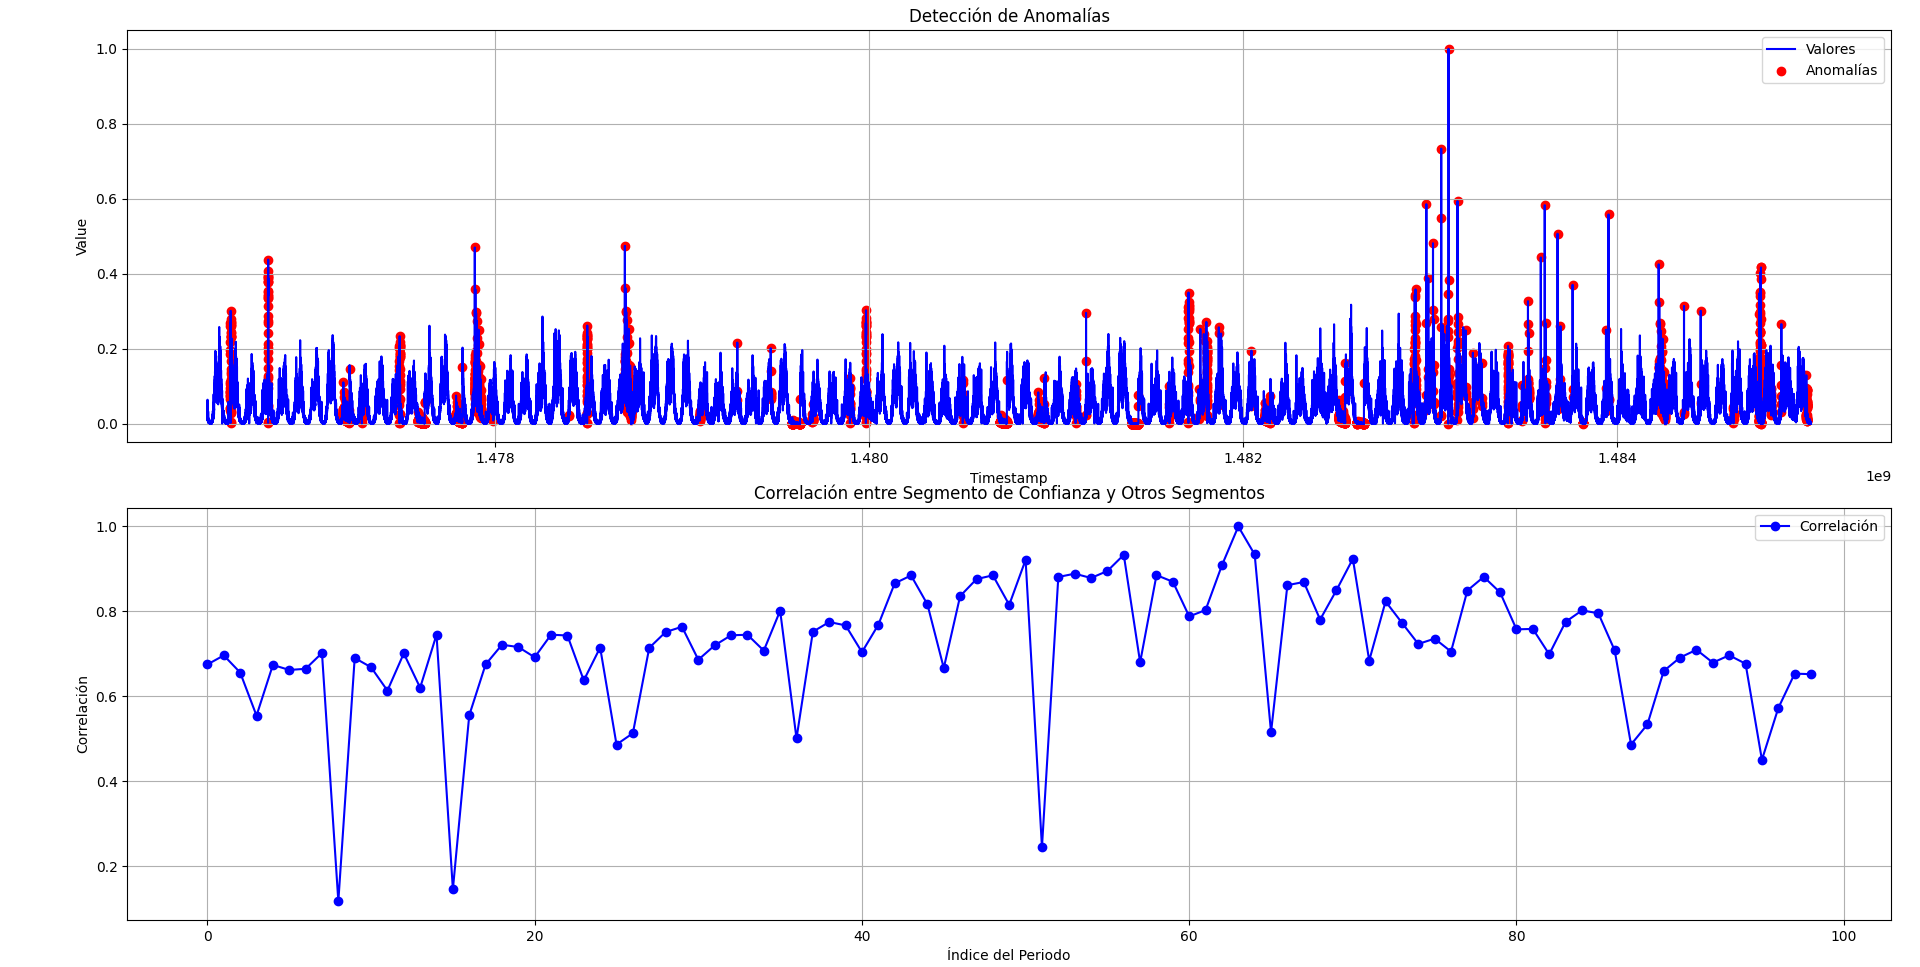 Detección de Anomalías
Valores
Anomalías
1.0
0.8
0.6
0.4
0.2
0.0
Value
1.478
1.480
1.482
1.484
1e9
Timestamp
Correlación entre Segmento de Confianza y Otros Segmentos
Correlación
1.0
0.8
0.6
0.4
0.2
Correlación
0
20
40
60
80
100
Índice del Periodo